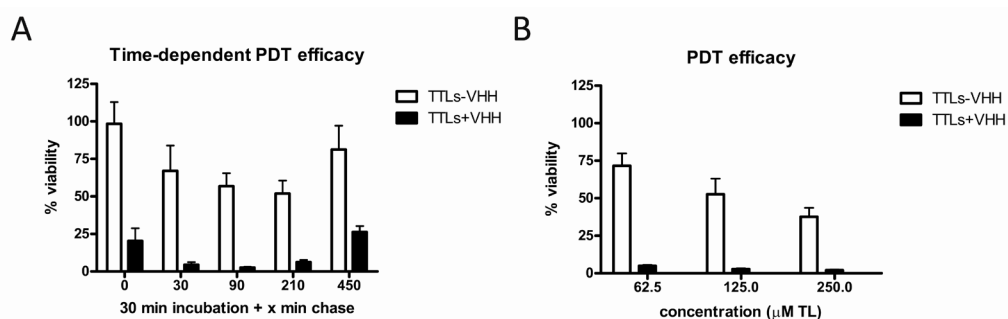 A
Time-dependent PDT efficacy
% viability
125
100
75
50
25
0
0 30 90 210 450
30 min incubation + x min chase
TTLs-VHH
TTLs+VHH
B
PDT efficacy
% viability
125
100
75
50
25
0
62.5 125.0 250.0
concentration (μM TL)
TTLs-VHH
TTLs+VHH